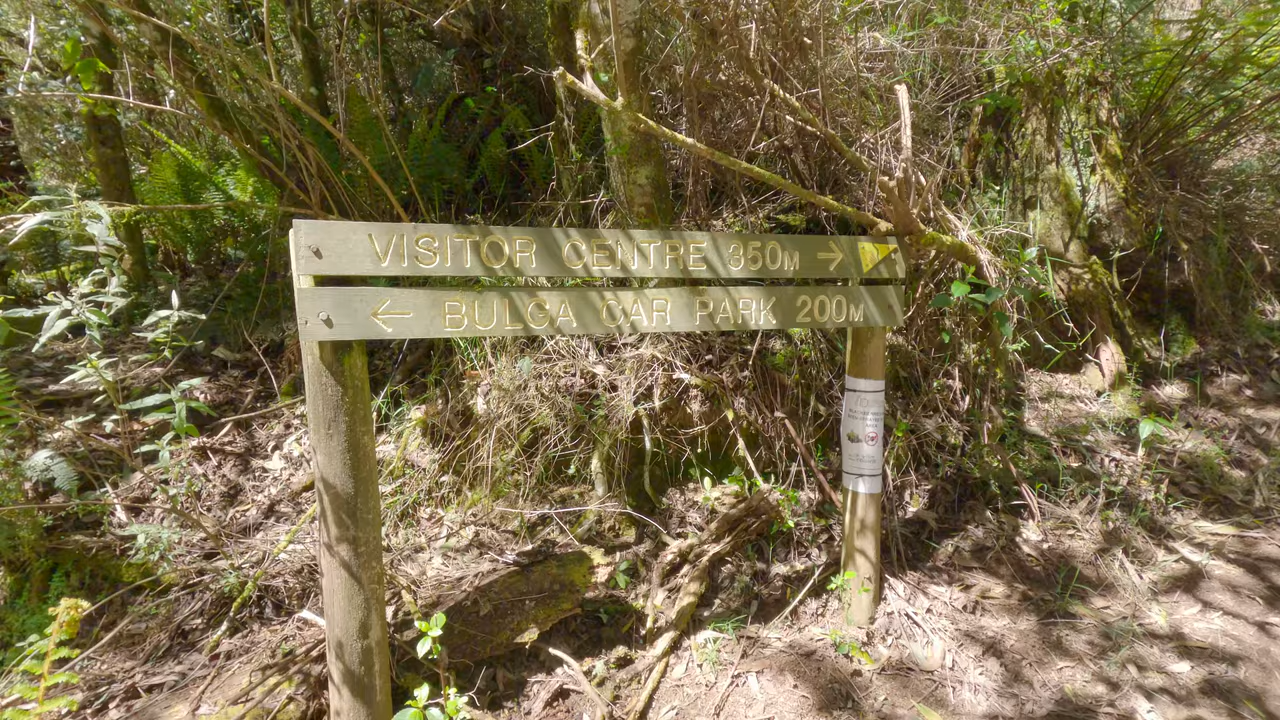 VISITOR CENTRE 350M →
← BULGA CAR PARK 200M